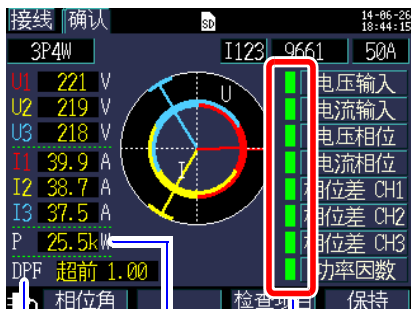 接线 确认 SD 14-06-26
18:44:15
3P4W I123 9661 50A
U1 221 V
U2 219 V
U3 218 V
I1 39.9 A
I2 38.7 A
I3 37.5 A
P 25.5kW
DPF 超前 1.00
U
I
电压输入
电流输入
电压相位
电流相位
相位差 CH1
相位差 CH2
相位差 CH3
功率因数
相位角 检查 保持